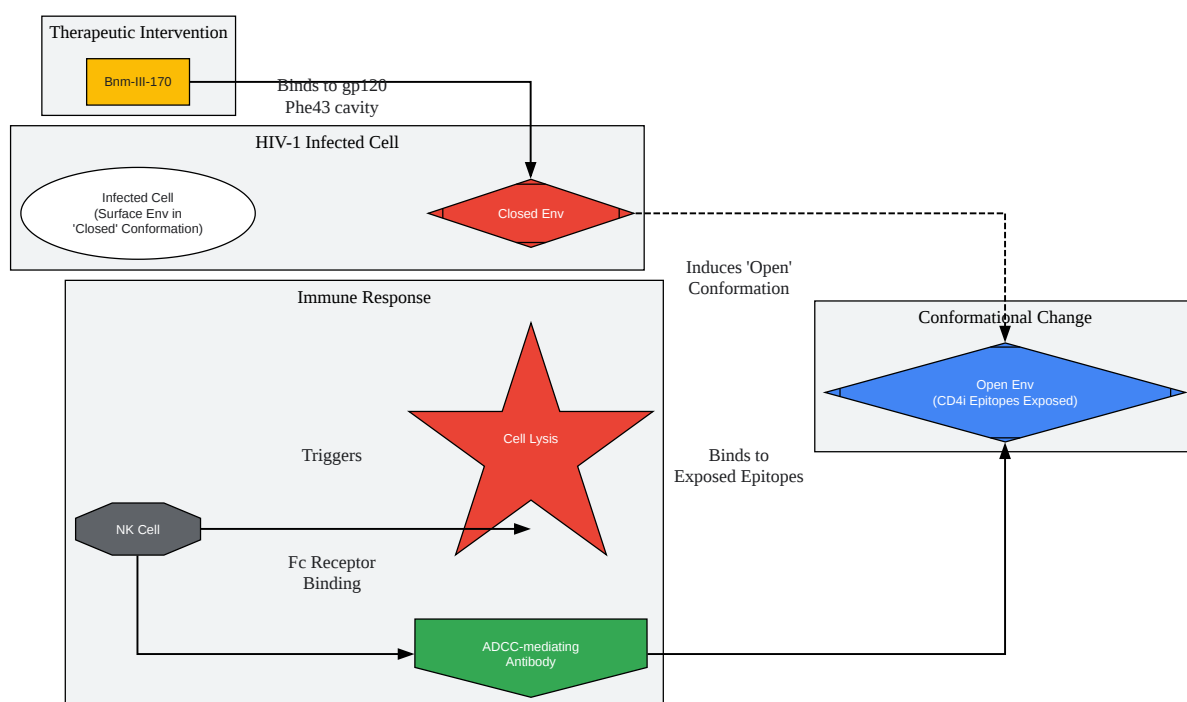 Therapeutic Intervention
Bnm-III-170
Binds to gp120
Phe43 cavity
HIV-1 Infected Cell
Infected Cell
(Surface Env in
'Closed' Conformation)
Closed Env
Induces 'Open'
Conformation
Immune Response
Conformational Change
Open Env
(CD4i Epitopes Exposed)
Cell Lysis
Triggers
Binds to
Exposed Epitopes
NK Cell
Fc Receptor
Binding
ADCC-mediating
Antibody